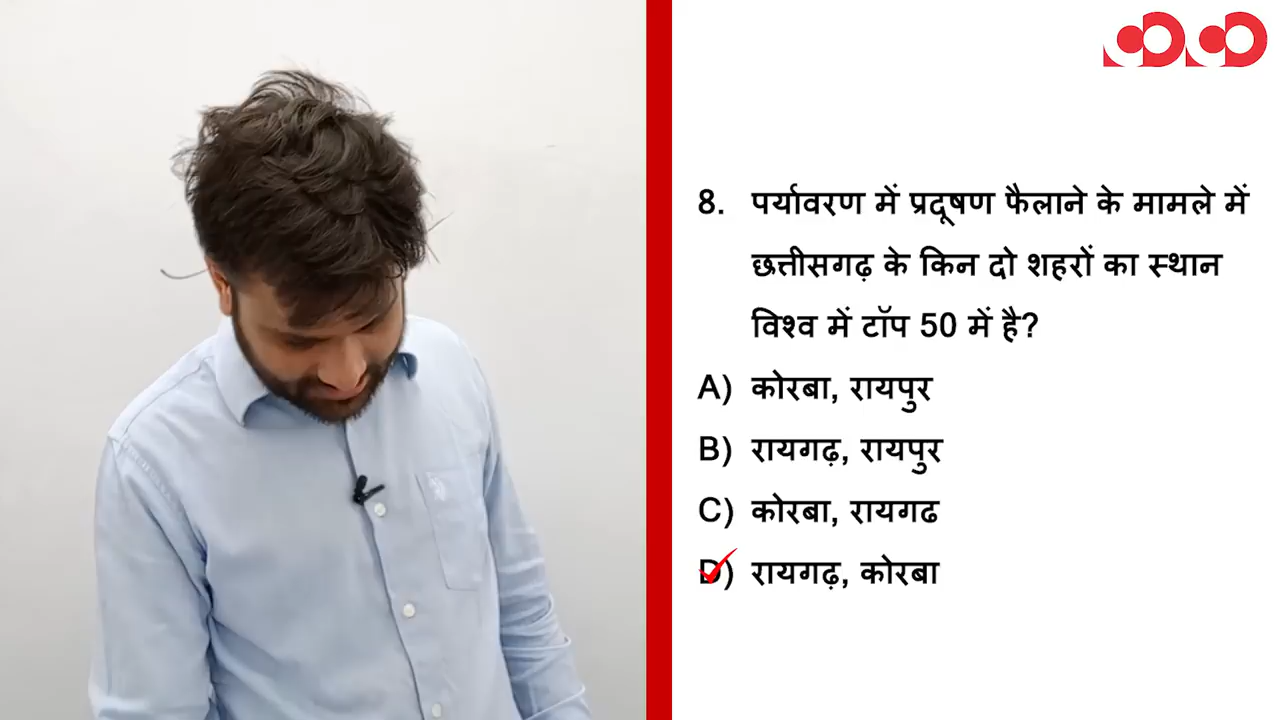 8. पर्यावरण में प्रदूषण फैलाने के मामले में
छत्तीसगढ़ के किन दो शहरों का स्थान
विश्व में टॉप 50 में है?
A) कोरबा, रायपुर
B) रायगढ़, रायपुर
C) कोरबा, रायगढ
D) रायगढ़, कोरबा